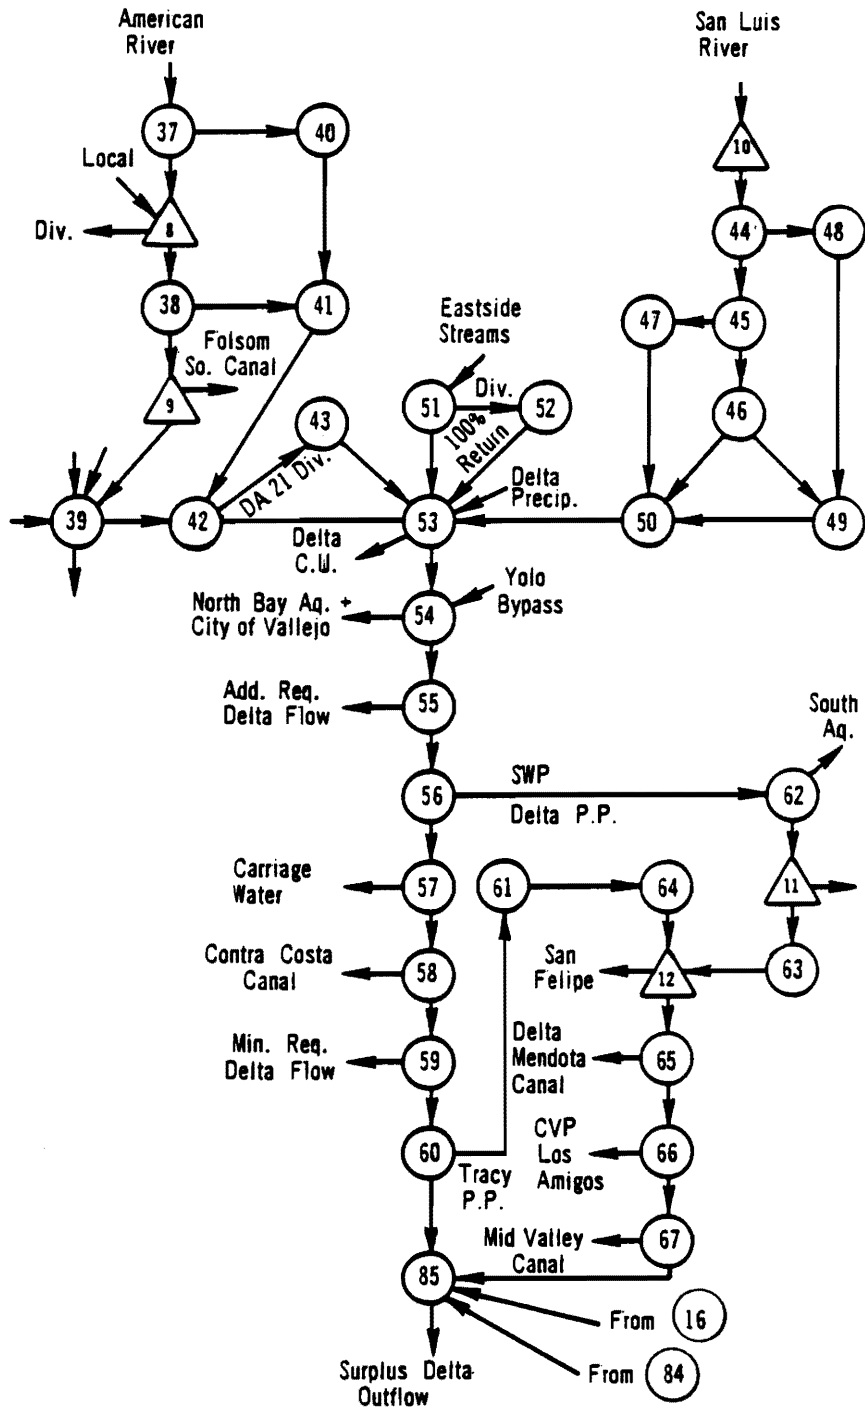 American
River
San Luis
River
37
40
10
Local
Div.
8
44
48
38
41
47
45
Eastside
Streams
Folsom
So. Canal
9
51
Div.
52
46
43
100%
Return
DA 21 Div.
Delta
Precip.
39
42
53
50
49
Delta
C.W.
North Bay Aq. +
City of Vallejo
54
Yolo
Bypass
Add. Req.
Delta Flow
55
South
Aq.
56
SWP
Delta P.P.
62
Carriage
Water
57
61
64
11
Contra Costa
Canal
58
San
Felipe
12
63
Min. Req.
Delta Flow
59
Delta
Mendota
Canal
65
60
Tracy
P.P.
CVP
Los
Amigos
66
Mid Valley
Canal
67
85
From 16
From 84
Surplus Delta
Outflow